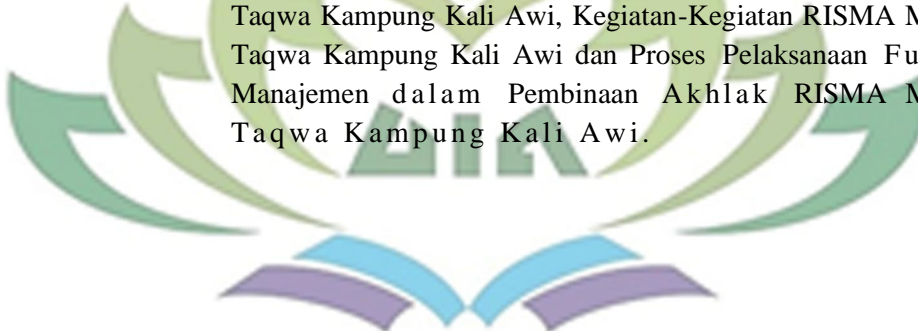 Taqwa Kampung Kali Awi, Kegiatan-Kegiatan RISMA M
Taqwa Kampung Kali Awi dan Proses Pelaksanaan Fu
Manajemen dalam Pembinaan Akhlak RISMA M
Taqwa Kampung Kali Awi.